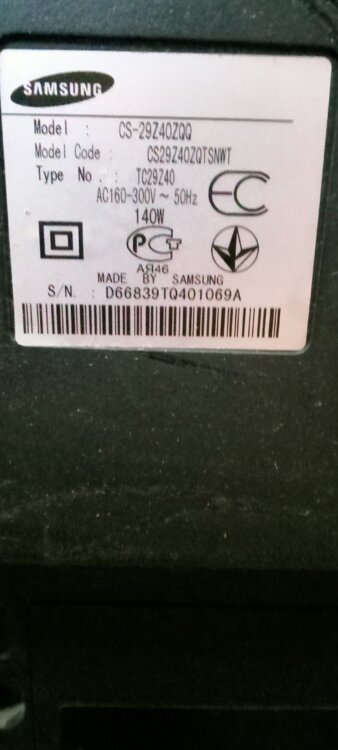 SAMSUNG
Model : CS-29Z40ZQQ
Model Code : CS29Z40ZQTSNWT
Type No. : TC29Z40
AC160-300V ~ 50Hz
140W
АЯ46
MADE BY SAMSUNG
S/N. : D66839TQ401069A